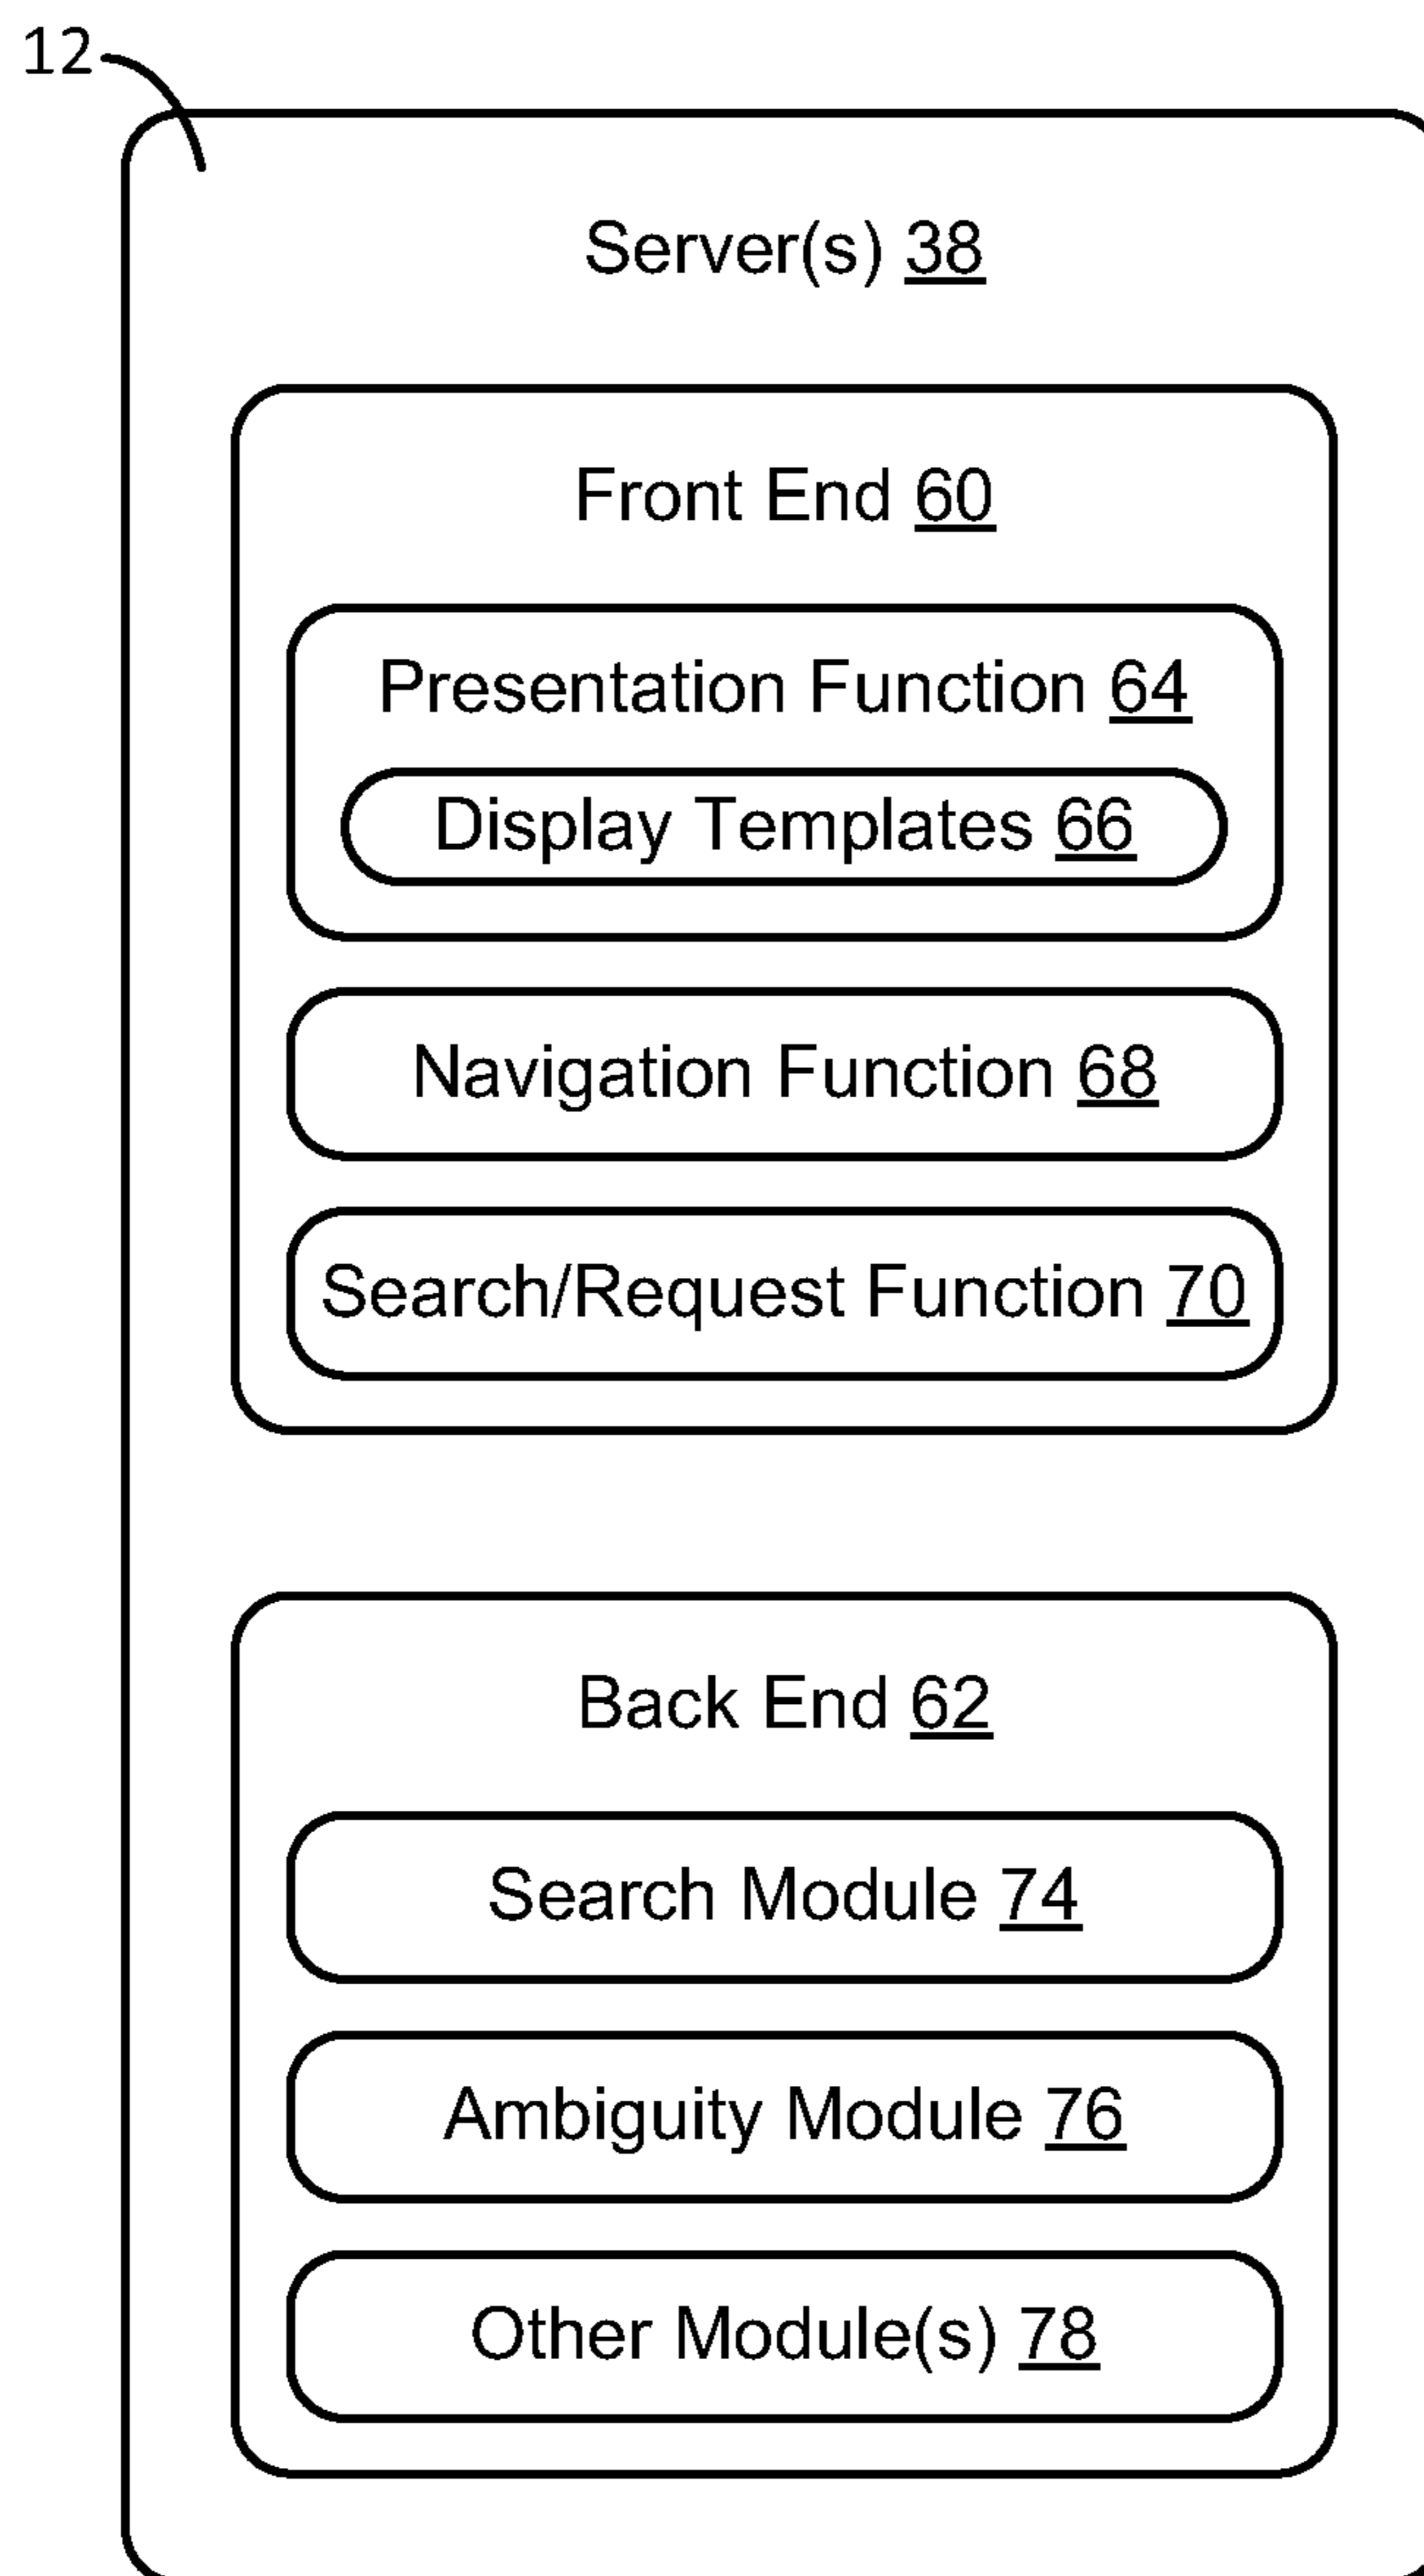 12
Server(s) 38
Front End 60
Presentation Function 64
Display Templates 66
Navigation Function 68
Search/Request Function 70
Back End 62
Search Module 74
Ambiguity Module 76
Other Module(s) 78